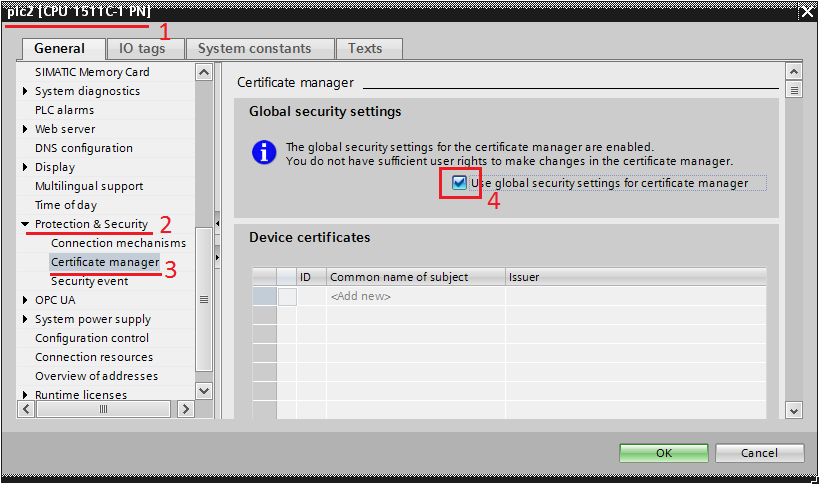 plc2 [CPU 1511C-1 PN]
1
General
IO tags
System constants
Texts
SIMATIC Memory Card
System diagnostics
PLC alarms
Web server
DNS configuration
Display
Multilingual support
Time of day
Protection & Security
2
Connection mechanisms
Certificate manager
3
Security event
OPC UA
System power supply
Configuration control
Connection resources
Overview of addresses
Runtime licenses
Certificate manager
Global security settings
The global security settings for the certificate manager are enabled.
You do not have sufficient user rights to make changes in the certificate manager.
Use global security settings for certificate manager
4
Device certificates
ID
Common name of subject
Issuer
<Add new>
OK
Cancel